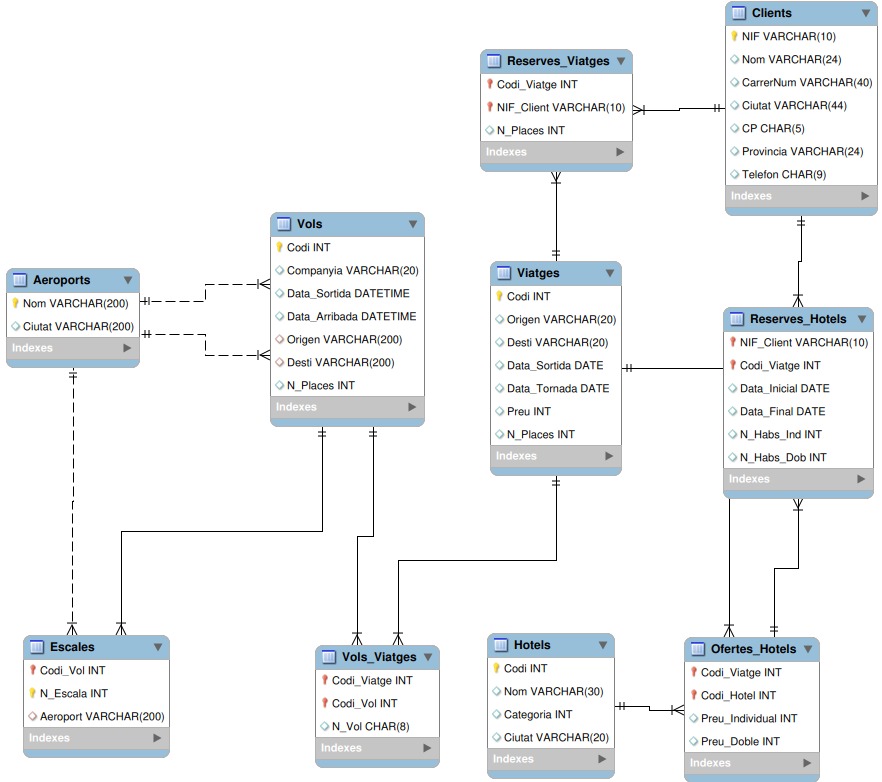 Clients
NIF VARCHAR(10)
Nom VARCHAR(24)
CarrerNum VARCHAR(40)
Ciutat VARCHAR(44)
CP CHAR(5)
Provincia VARCHAR(24)
Telefon CHAR(9)
Indexes
Reserves_Viatges
Codi_Viatge INT
NIF_Client VARCHAR(10)
N_Places INT
Indexes
Vols
Codi INT
Companyia VARCHAR(20)
Data_Sortida DATETIME
Data_Arribada DATETIME
Origen VARCHAR(200)
Desti VARCHAR(200)
N_Places INT
Indexes
Aeroports
Nom VARCHAR(200)
Ciutat VARCHAR(200)
Indexes
Viatges
Codi INT
Origen VARCHAR(20)
Desti VARCHAR(20)
Data_Sortida DATE
Data_Tornada DATE
Preu INT
N_Places INT
Indexes
Reserves_Hotels
NIF_Client VARCHAR(10)
Codi_Viatge INT
Data_Inicial DATE
Data_Final DATE
N_Habs_Ind INT
N_Habs_Dob INT
Indexes
Escales
Codi_Vol INT
N_Escala INT
Aeroport VARCHAR(200)
Indexes
Vols_Viatges
Codi_Viatge INT
Codi_Vol INT
N_Vol CHAR(8)
Indexes
Hotels
Codi INT
Nom VARCHAR(30)
Categoria INT
Ciutat VARCHAR(20)
Indexes
Ofertes_Hotels
Codi_Viatge INT
Codi_Hotel INT
Preu_Individual INT
Preu_Doble INT
Indexes